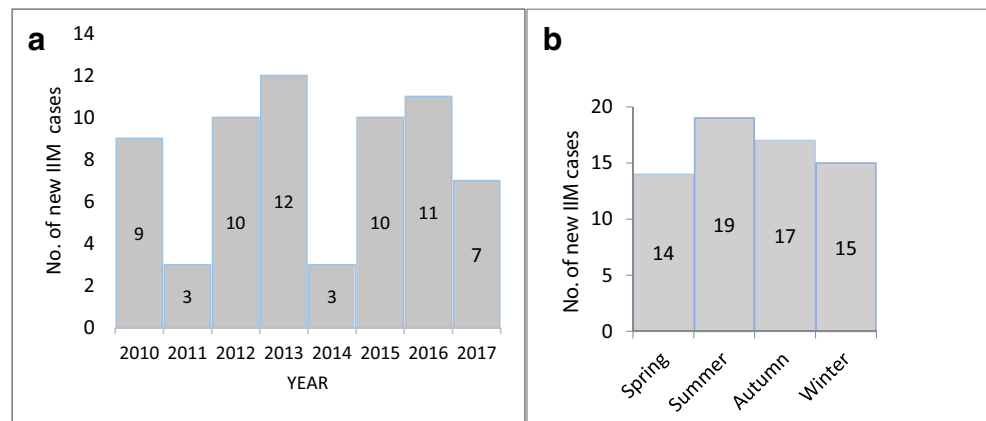 a
No. of new IIM cases
14
12
10
8
6
4
2
0
9
3
10
12
3
10
11
7
2010 2011 2012 2013 2014 2015 2016 2017
YEAR
b
No. of new IIM cases
20
15
10
5
0
14
19
17
15
Spring
Summer
Autumn
Winter